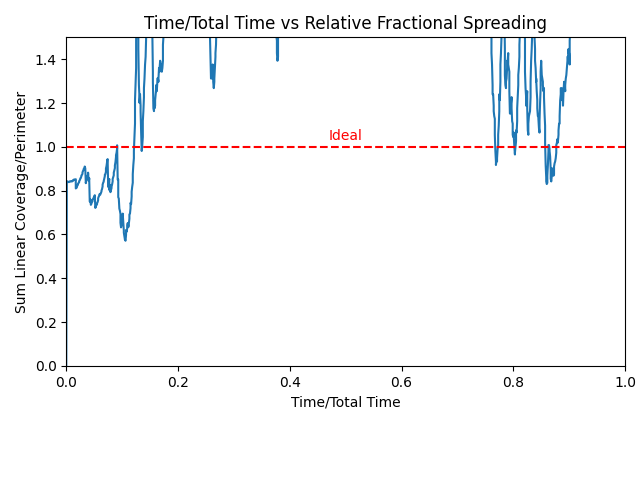 Time/Total Time vs Relative Fractional Spreading
Sum Linear Coverage/Perimeter
1.4
1.2
1.0
0.8
0.6
0.4
0.2
0.0
Ideal
0.0 0.2 0.4 0.6 0.8 1.0
Time/Total Time